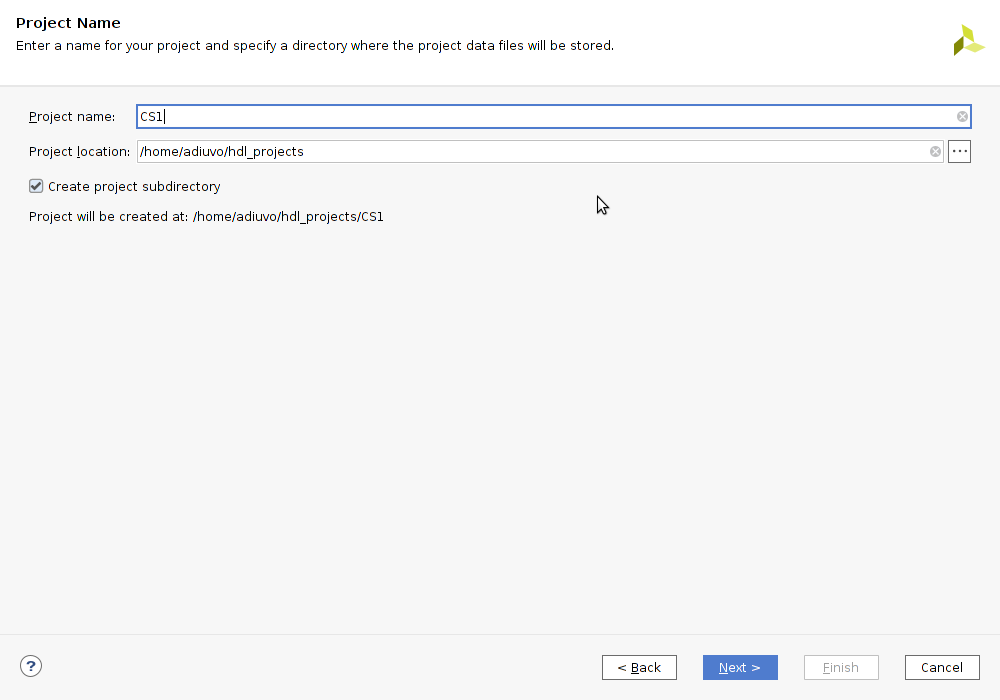 Project Name
Enter a name for your project and specify a directory where the project data files will be stored.
Project name: CS1
Project location: /home/adiuvo/hdl_projects ...
Create project subdirectory
Project will be created at: /home/adiuvo/hdl_projects/CS1
? < Back Next > Finish Cancel